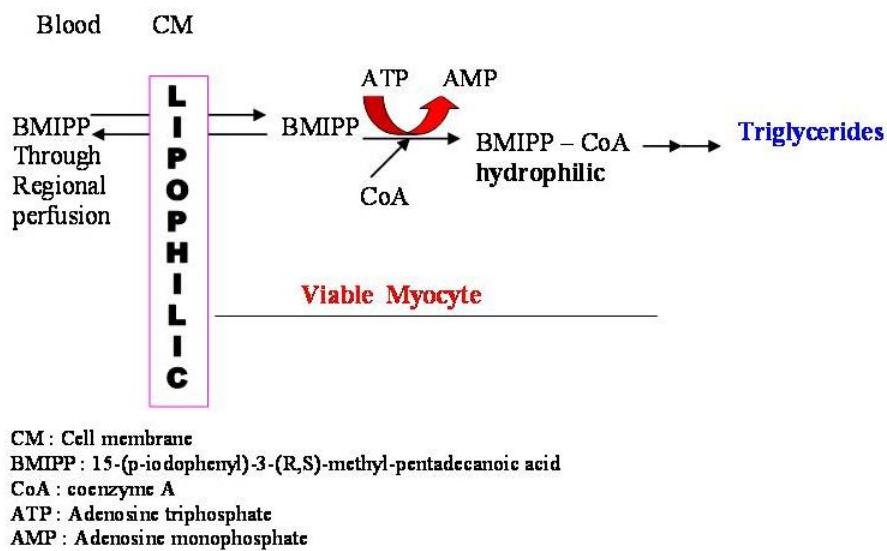 Blood CM
LIPOPHILIC
ATP AMP
BMIPP
Through
Regional
perfusion
BMIPP
CoA
BMIPP – CoA
hydrophilic
Triglycerides
Viable Myocyte
CM : Cell membrane
BMIPP : 15-(p-iodophenyl)-3-(R,S)-methyl-pentadecanoic acid
CoA : coenzyme A
ATP : Adenosine triphosphate
AMP : Adenosine monophosphate